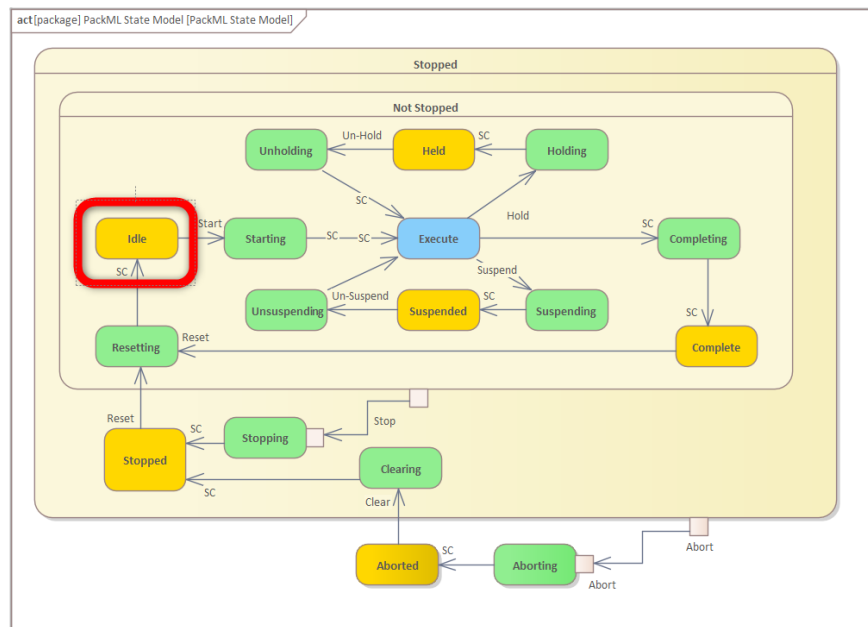 act [package] PackML State Model [PackML State Model]
Stopped
Not Stopped
Unholding
Un-Hold
Held
SC
Holding
SC
Hold
Idle
Start
Starting
SC
SC
Execute
SC
Completing
SC
Suspend
Unsuspending
Un-Suspend
Suspended
SC
Suspending
SC
Resetting
Reset
Complete
Reset
Stop
Stopped
SC
Stopping
SC
Clearing
Clear
Abort
Aborted
SC
Aborting
Abort